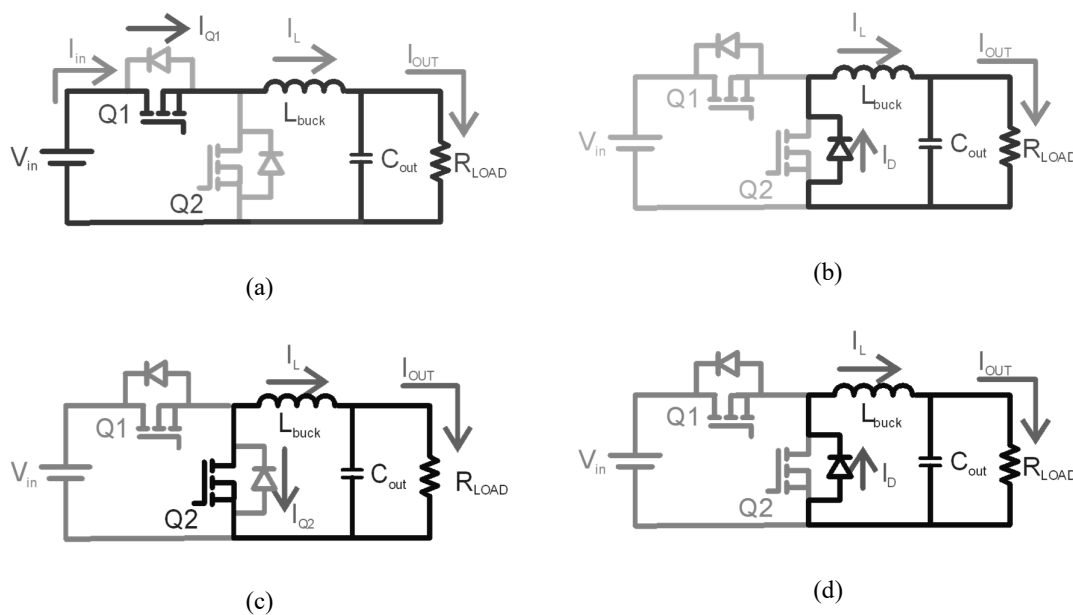 I_in
I_Q1
I_L
I_OUT
Q1
L_buck
V_in
Q2
C_out
R_LOAD
(a)
I_L
I_OUT
Q1
L_buck
V_in
Q2
I_D
C_out
R_LOAD
(b)
I_L
I_OUT
Q1
L_buck
V_in
Q2
I_Q2
C_out
R_LOAD
(c)
I_L
I_OUT
Q1
L_buck
V_in
Q2
I_D
C_out
R_LOAD
(d)